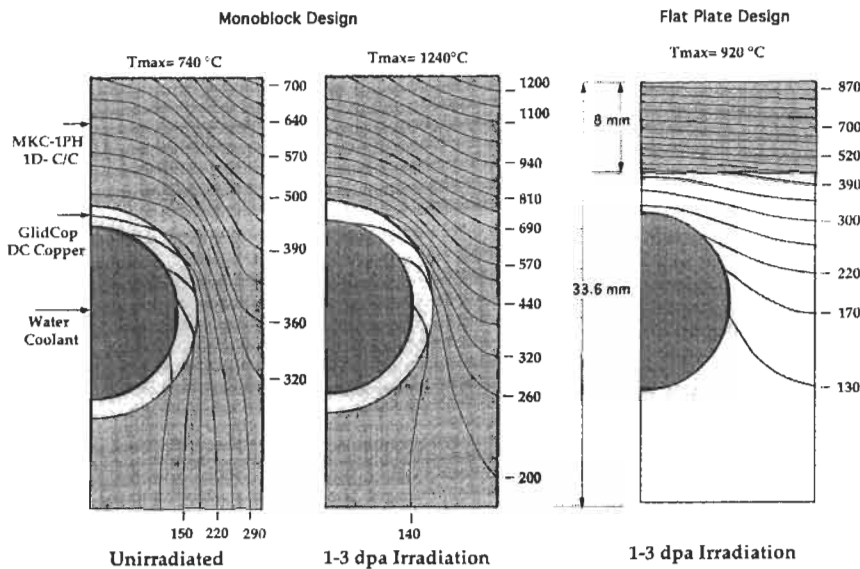 Monoblock Design
Flat Plate Design
Tmax= 740 °C
Tmax= 1240°C
Tmax= 920 °C
MKC-1PH
1D- C/C
GlidCop
DC Copper
Water
Coolant
700
640
570
500
390
360
320
150 220 290
1200
1100
940
810
690
570
440
320
260
200
140
8 mm
33.6 mm
870
700
520
390
300
220
170
130
Unirradiated
1-3 dpa Irradiation
1-3 dpa Irradiation